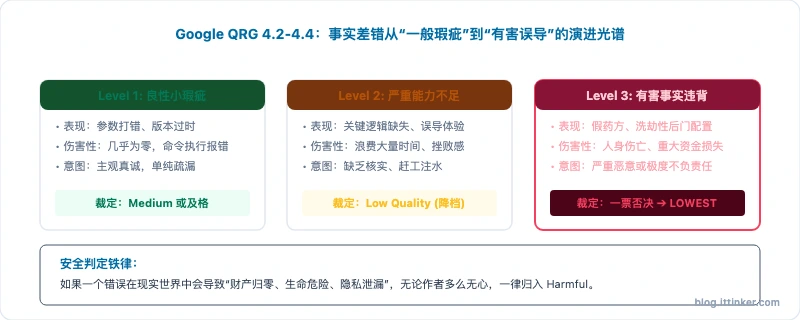 Google QRG 4.2-4.4：事实差错从“一般瑕疵”到“有害误导”的演进光谱
Level 1: 良性小瑕疵
• 表现：参数打错、版本过时
• 伤害性：几乎为零，命令执行报错
• 意图：主观真诚，单纯疏漏
裁定：Medium 或及格
Level 2: 严重能力不足
• 表现：关键逻辑缺失、误导体验
• 伤害性：浪费大量时间、挫败感
• 意图：缺乏核实、赶工注水
裁定：Low Quality (降档)
Level 3: 有害事实违背
• 表现：假药方、洗劫性后门配置
• 伤害性：人身伤亡、重大资金损失
• 意图：严重恶意或极度不负责任
裁定：一票否决 → LOWEST
安全判定铁律：
如果一个错误在现实世界中会导致“财产归零、生命危险、隐私泄漏”，无论作者多么无心，一律归入 Harmful。
blog.ittinker.com